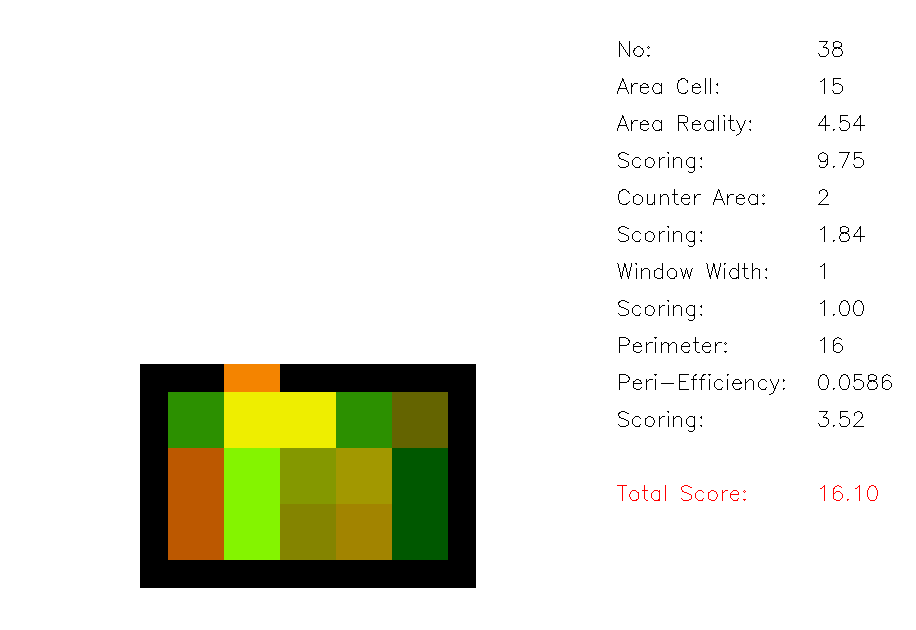 No: 38
Area Cell: 15
Area Reality: 4.54
Scoring: 9.75
Counter Area: 2
Scoring: 1.84
Window Width: 1
Scoring: 1.00
Perimeter: 16
Peri-Efficiency: 0.0586
Scoring: 3.52
Total Score: 16.10